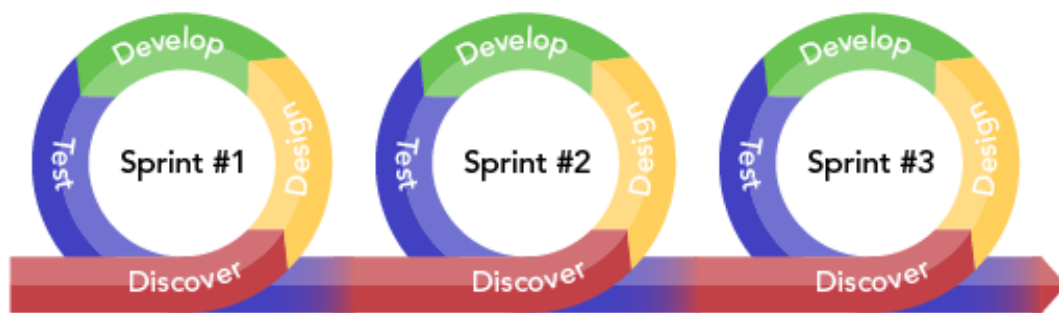 Develop
Design
Test
Sprint #1
Discover
Develop
Design
Test
Sprint #2
Discover
Develop
Design
Test
Sprint #3
Discover